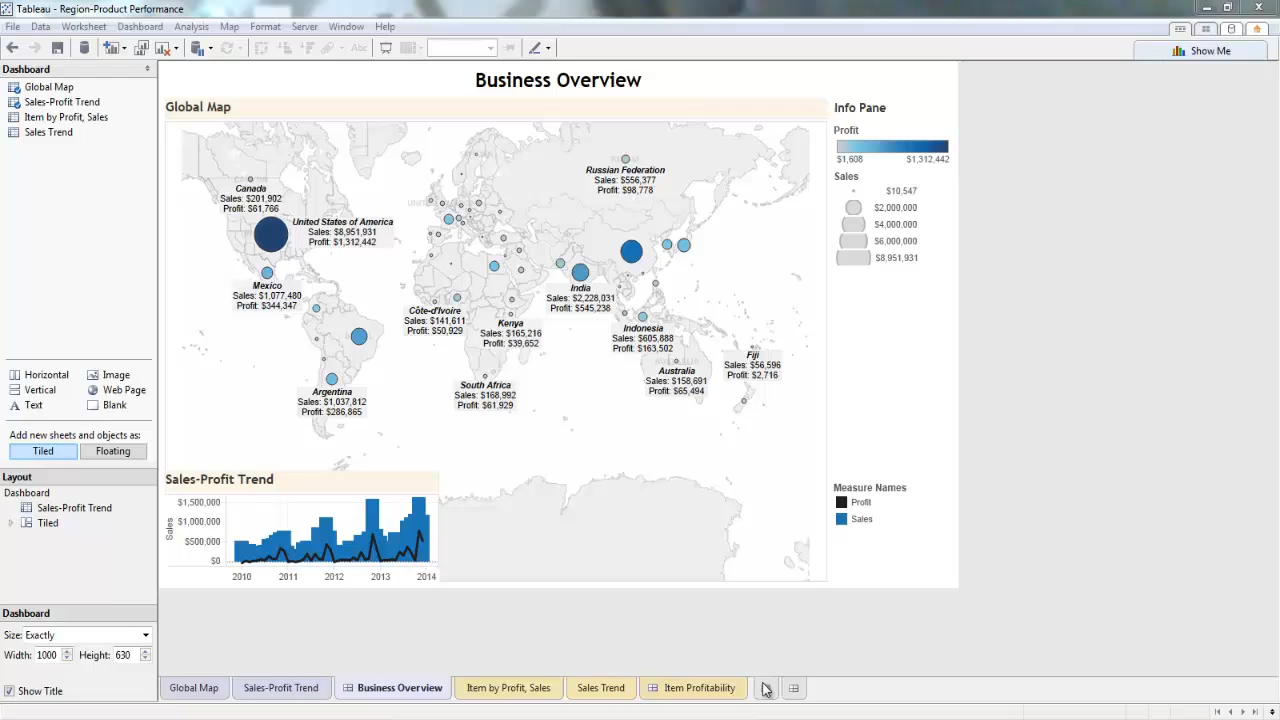 Tableau - Region-Product Performance
File Data Worksheet Dashboard Analysis Map Format Server Window Help
Abc
Show Me
Dashboard
Global Map
Sales-Profit Trend
Item by Profit, Sales
Sales Trend
Horizontal Image
Vertical Web Page
Text Blank
Add new sheets and objects as:
Tiled Floating
Layout
Dashboard
Sales-Profit Trend
Tiled
Dashboard
Size: Exactly
Width: 1000 Height: 630
Show Title
Business Overview
Global Map
Canada
Sales: $201,902
Profit: $61,766
United States of America
Sales: $8,951,931
Profit: $1,312,442
Mexico
Sales: $1,077,480
Profit: $344,347
Argentina
Sales: $1,037,812
Profit: $286,865
Russian Federation
Sales: $556,377
Profit: $98,778
Côte-d'Ivoire
Sales: $141,611
Profit: $50,929
Kenya
Sales: $165,216
Profit: $39,652
South Africa
Sales: $168,992
Profit: $61,929
India
Sales: $2,228,031
Profit: $545,238
Indonesia
Sales: $605,888
Profit: $163,502
Australia
Sales: $158,691
Profit: $65,494
Fiji
Sales: $56,596
Profit: $2,716
Sales-Profit Trend
Sales
$1,500,000
$1,000,000
$500,000
$0
2010 2011 2012 2013 2014
Info Pane
Profit
$1,608 $1,312,442
Sales
$10,547
$2,000,000
$4,000,000
$6,000,000
$8,951,931
Measure Names
Profit
Sales
Global Map Sales-Profit Trend Business Overview Item by Profit, Sales Sales Trend Item Profitability